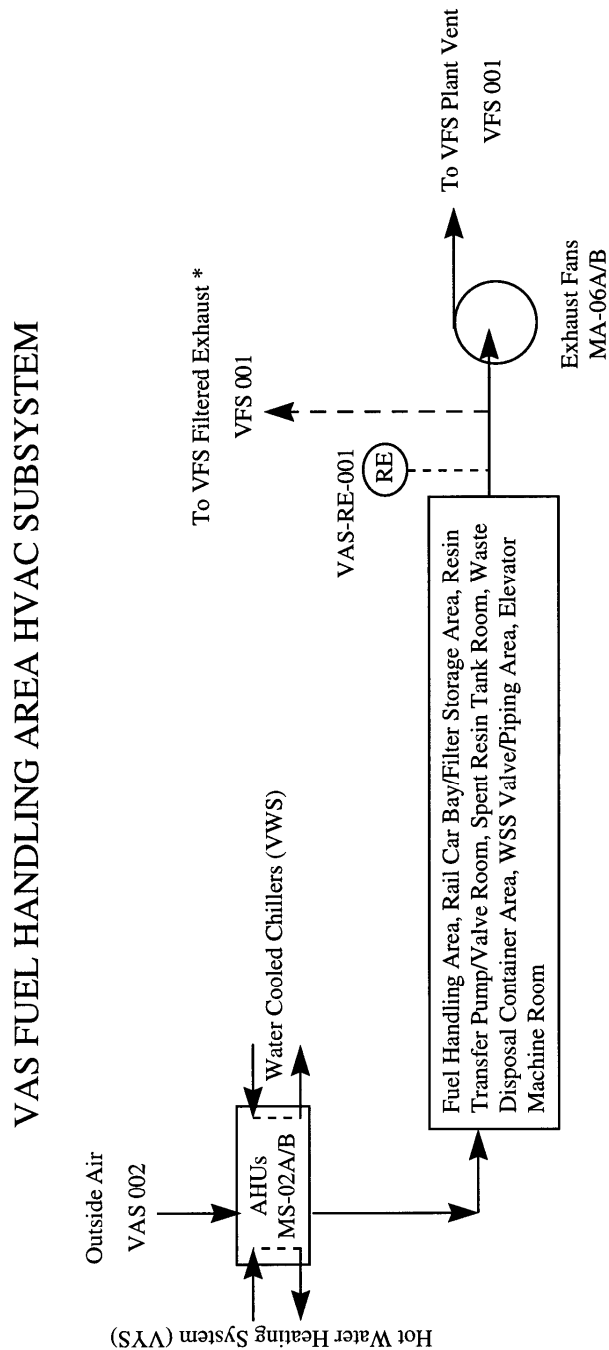 VAS FUEL HANDLING AREA HVAC SUBSYSTEM
Outside Air
VAS 002
AHUs
MS-02A/B
Hot Water Heating System (VYS)
Water Cooled Chillers (VWS)
Fuel Handling Area, Rail Car Bay/Filter Storage Area, Resin
Transfer Pump/Valve Room, Spent Resin Tank Room, Waste
Disposal Container Area, WSS Valve/Piping Area, Elevator
Machine Room
VAS-RE-001
RE
To VFS Filtered Exhaust *
VFS 001
Exhaust Fans
MA-06A/B
To VFS Plant Vent
VFS 001